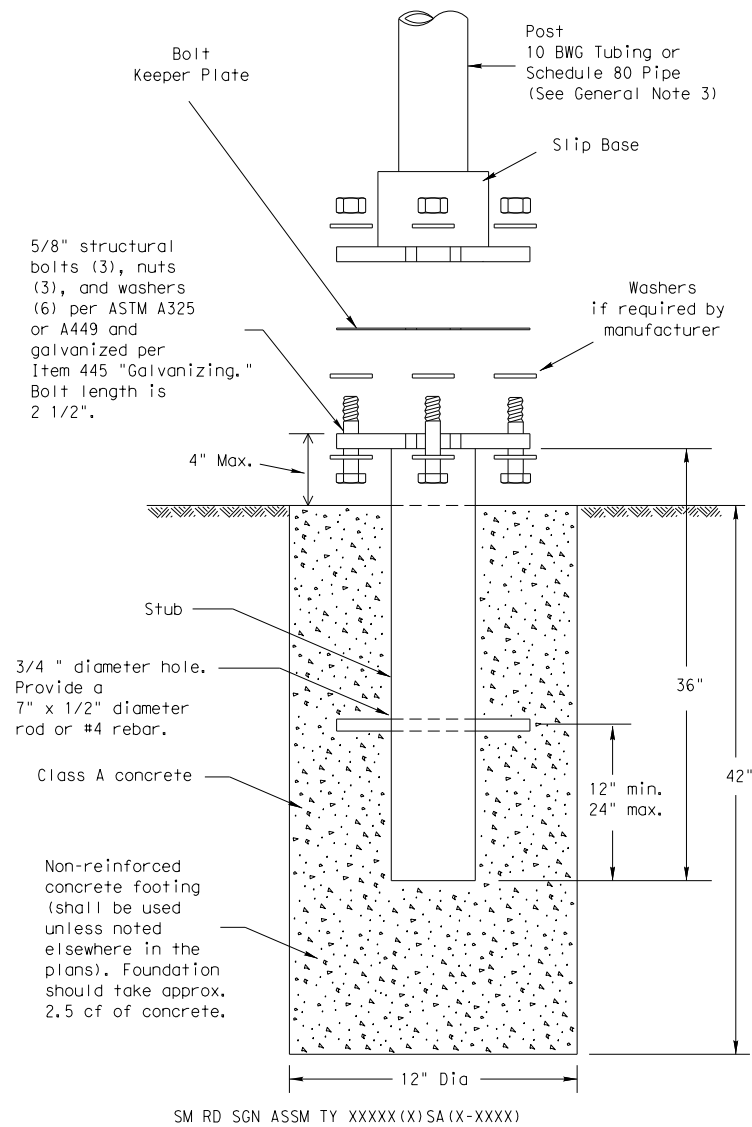 Post
10 BWG Tubing or
Schedule 80 Pipe
(See General Note 3)
Bolt
Keeper Plate
Slip Base
5/8" structural
bolts (3), nuts
(3), and washers
(6) per ASTM A325
or A449 and
galvanized per
Item 445 "Galvanizing."
Bolt length is
2 1/2".
Washers
if required by
manufacturer
4" Max.
Stub
3/4 " diameter hole.
Provide a
7" x 1/2" diameter
rod or #4 rebar.
36"
Class A concrete
12" min.
24" max.
42"
Non-reinforced
concrete footing
(shall be used
unless noted
elsewhere in the
plans). Foundation
should take approx.
2.5 cf of concrete.
12" Dia
SM RD SGN ASSM TY XXXXX(X)SA(X-XXXX)